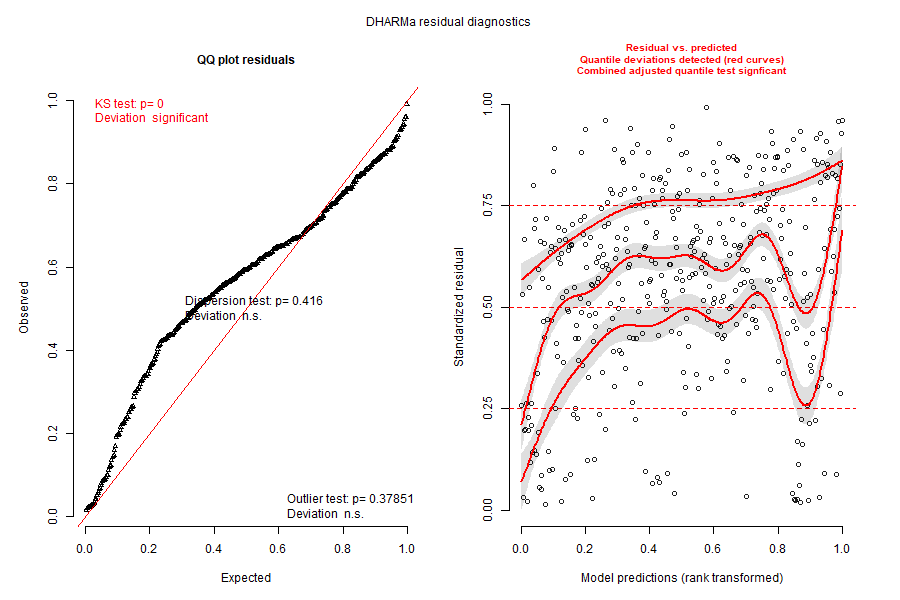 DHARMa residual diagnostics
QQ plot residuals
KS test: p= 0
Deviation significant
Dispersion test: p= 0.416
Deviation n.s.
Outlier test: p= 0.37851
Deviation n.s.
Observed
0.0
0.2
0.4
0.6
0.8
1.0
0.0
0.2
0.4
0.6
0.8
1.0
Expected
Residual vs. predicted
Quantile deviations detected (red curves)
Combined adjusted quantile test signficant
Standardized residual
0.00
0.25
0.50
0.75
1.00
0.0
0.2
0.4
0.6
0.8
1.0
Model predictions (rank transformed)